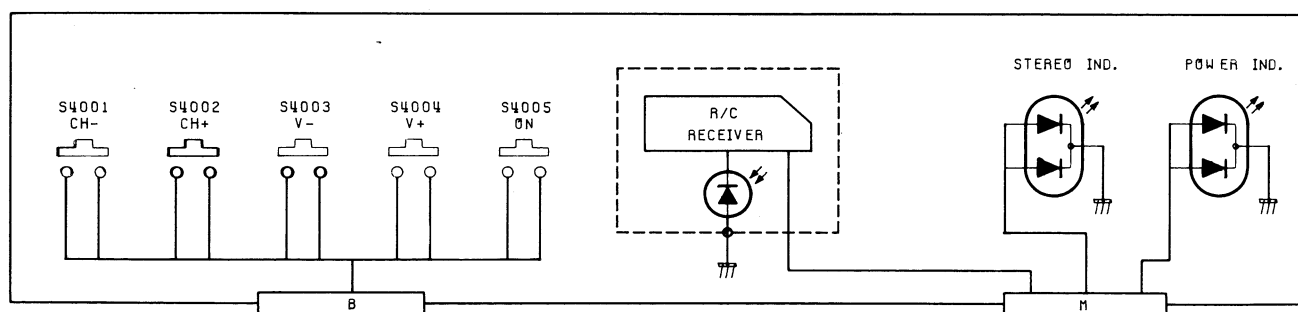 STEREO IND. POWER IND.
S4001 S4002 S4003 S4004 S4005
CH- CH+ V- V+ ON
R/C
RECEIVER
B M